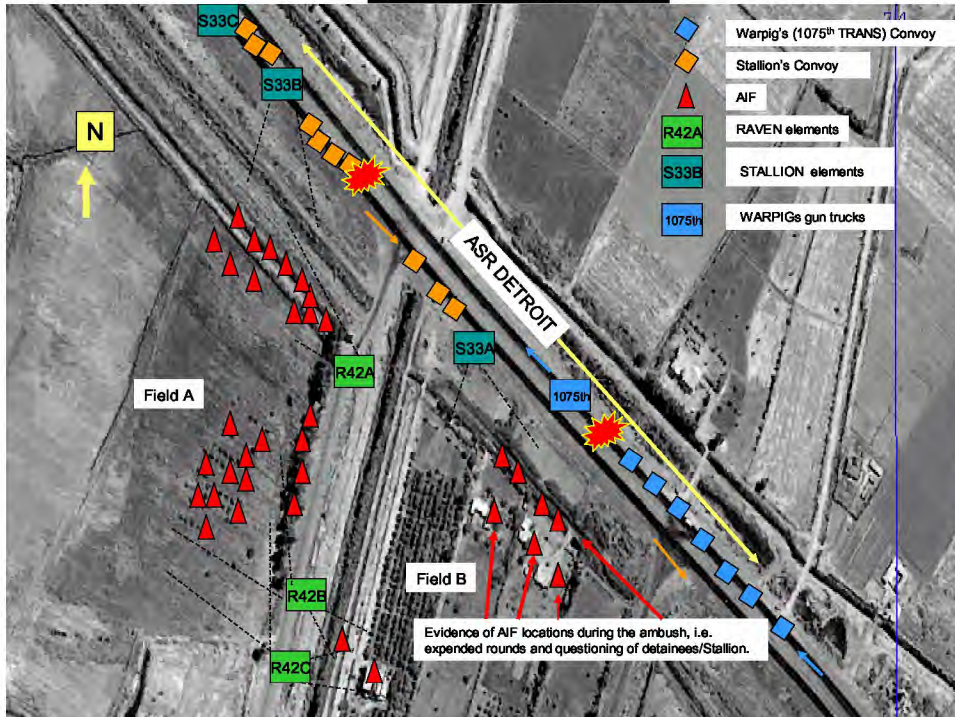 S33C
Warpig's (1075th TRANS) Convoy
Stallion's Convoy
S33B
AIF
N
R42A
RAVEN elements
S33B
STALLION elements
1075th
WARPIGs gun trucks
ASR DETROIT
S33A
R42A
1075th
Field A
Field B
R42B
R42C
Evidence of AIF locations during the ambush, i.e.
expended rounds and questioning of detainees/Stallion.